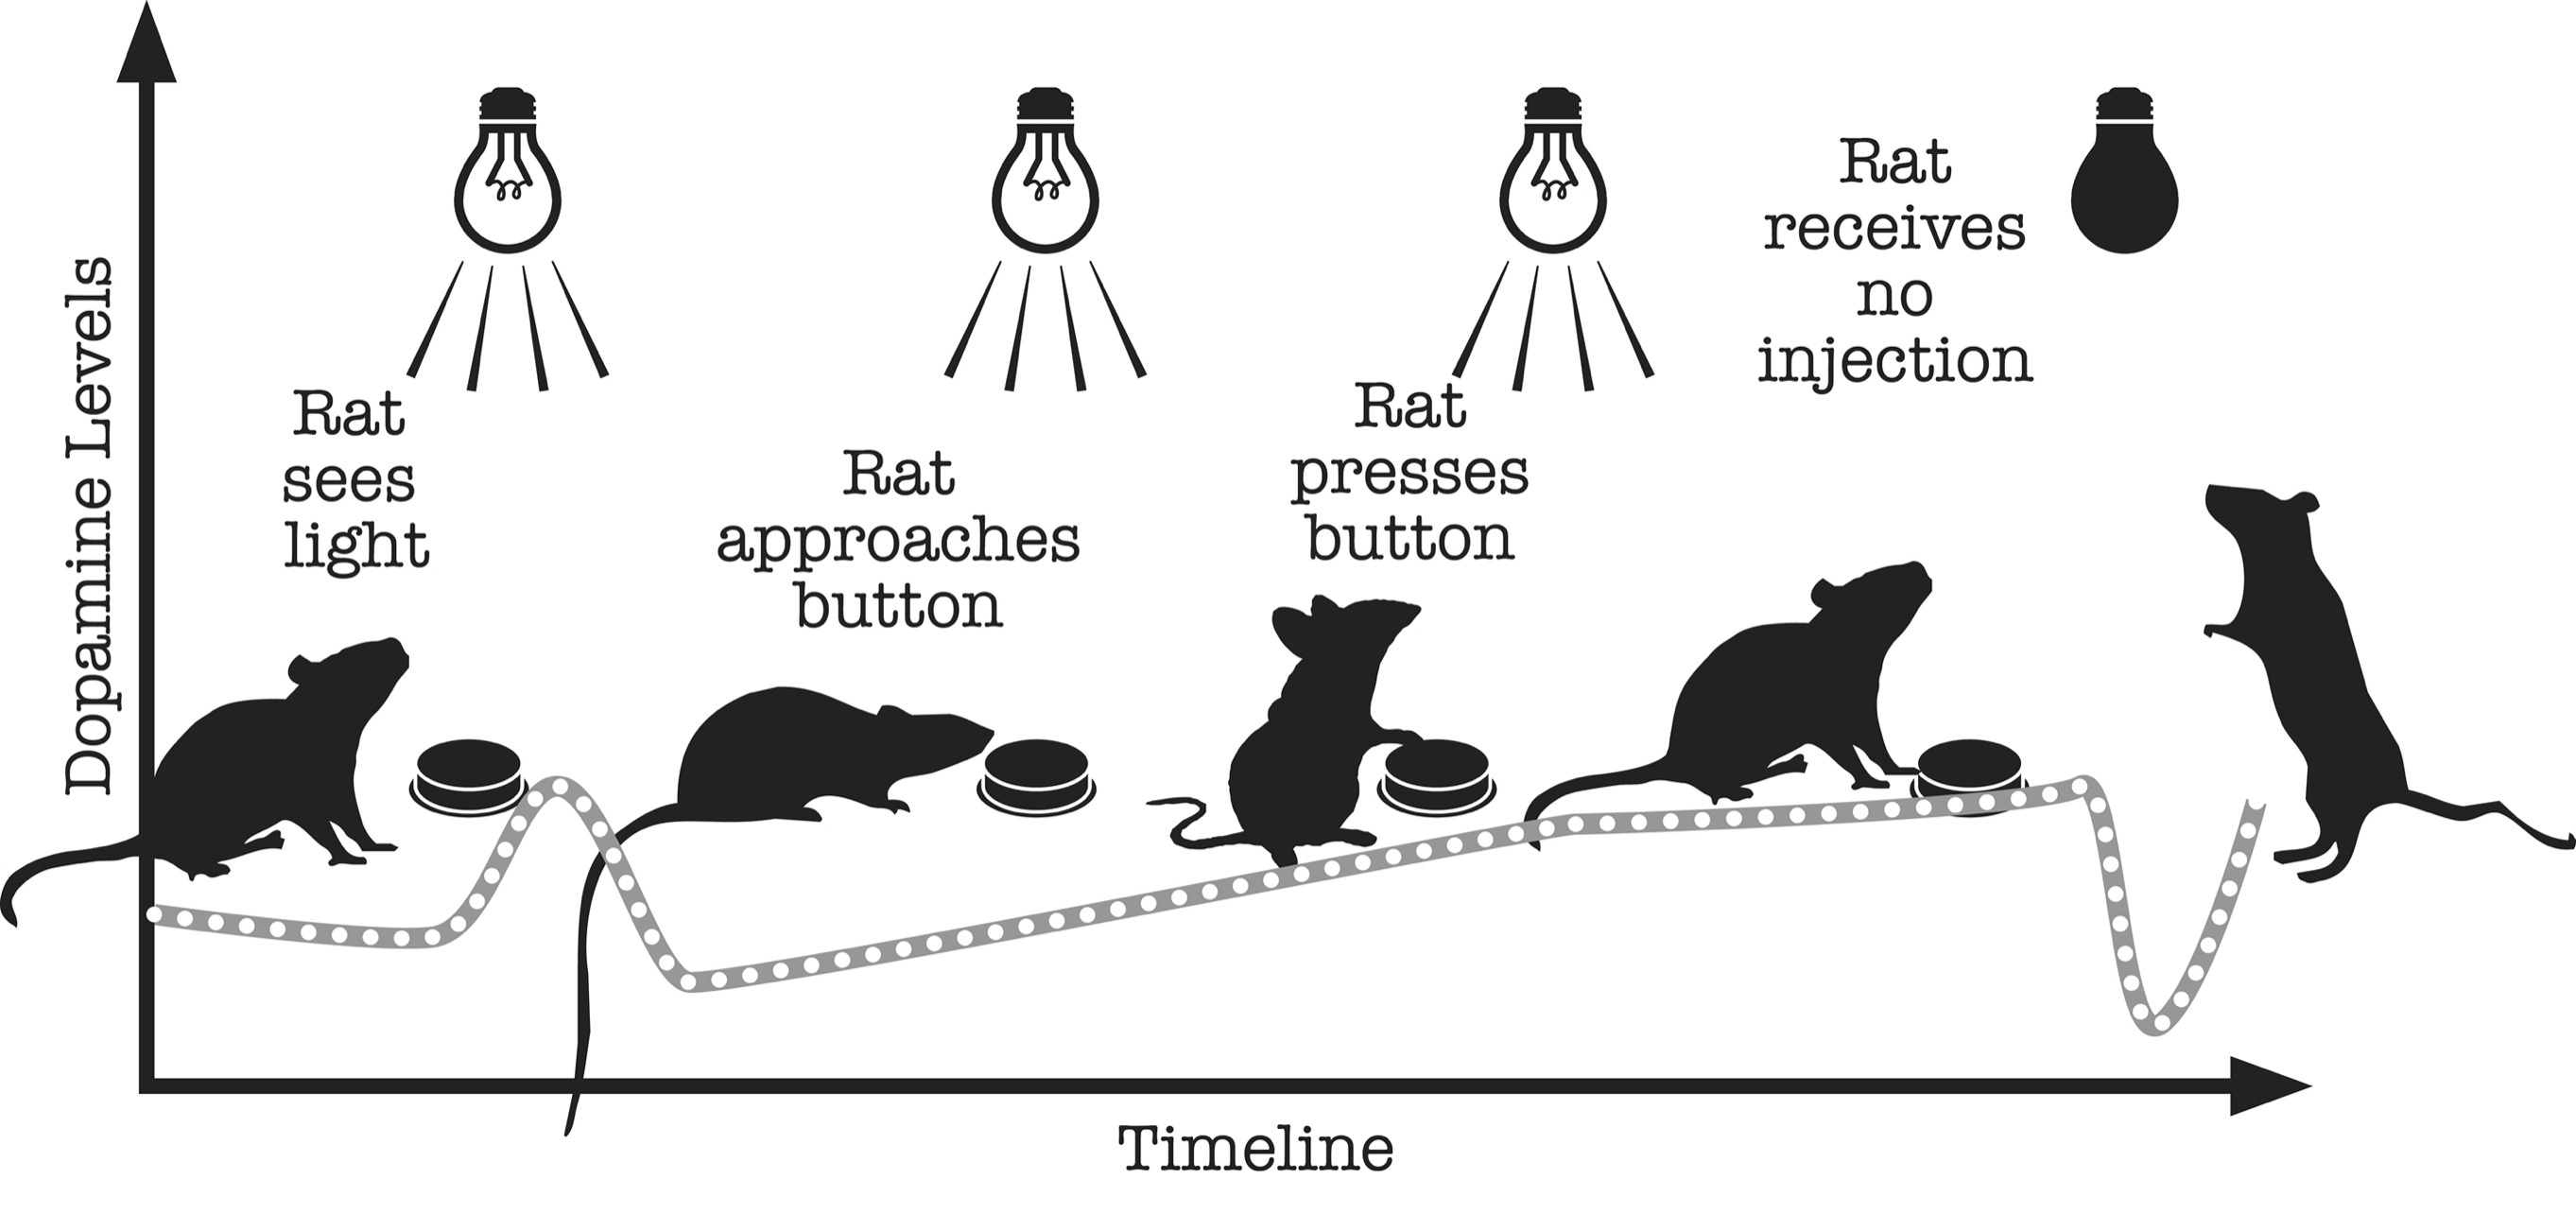 Dopamine Levels
Rat
sees
light
Rat
approaches
button
Rat
presses
button
Rat
receives
no
injection
Timeline